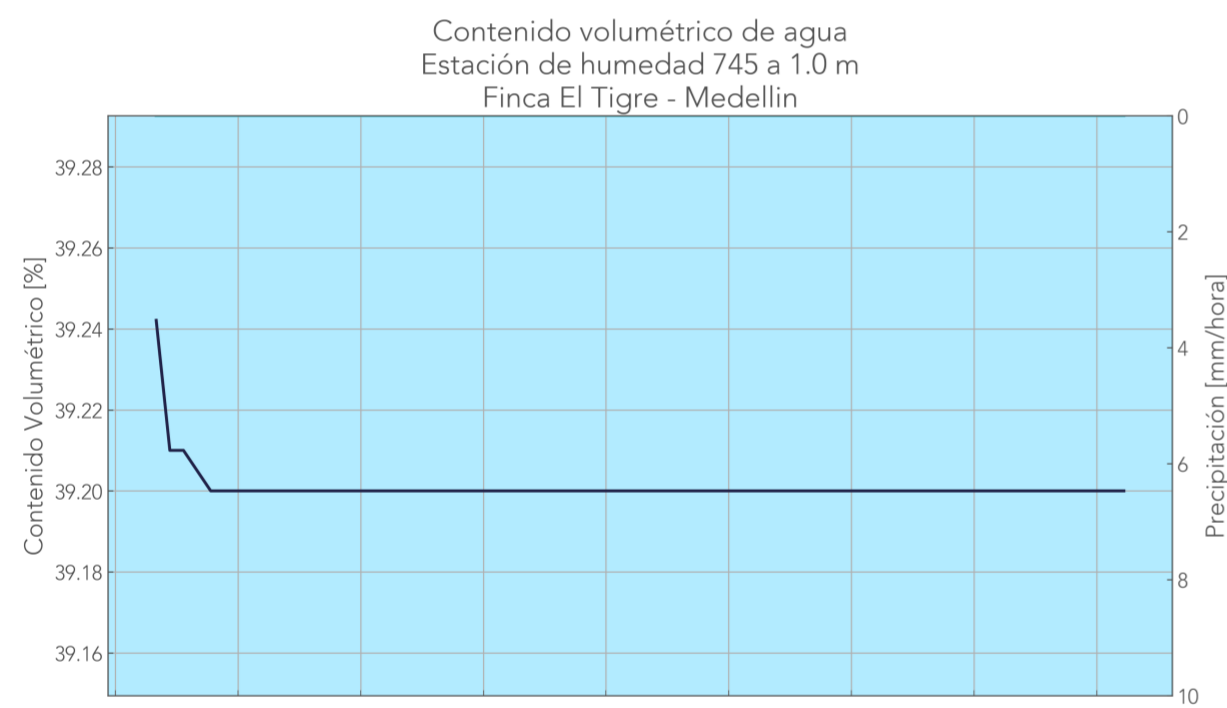 Contenido volumétrico de agua
Estación de humedad 745 a 1.0 m
Finca El Tigre - Medellin
Contenido Volumétrico [%]
39.28
39.26
39.24
39.22
39.20
39.18
39.16
0
2
4
6
8
10
Precipitación [mm/hora]